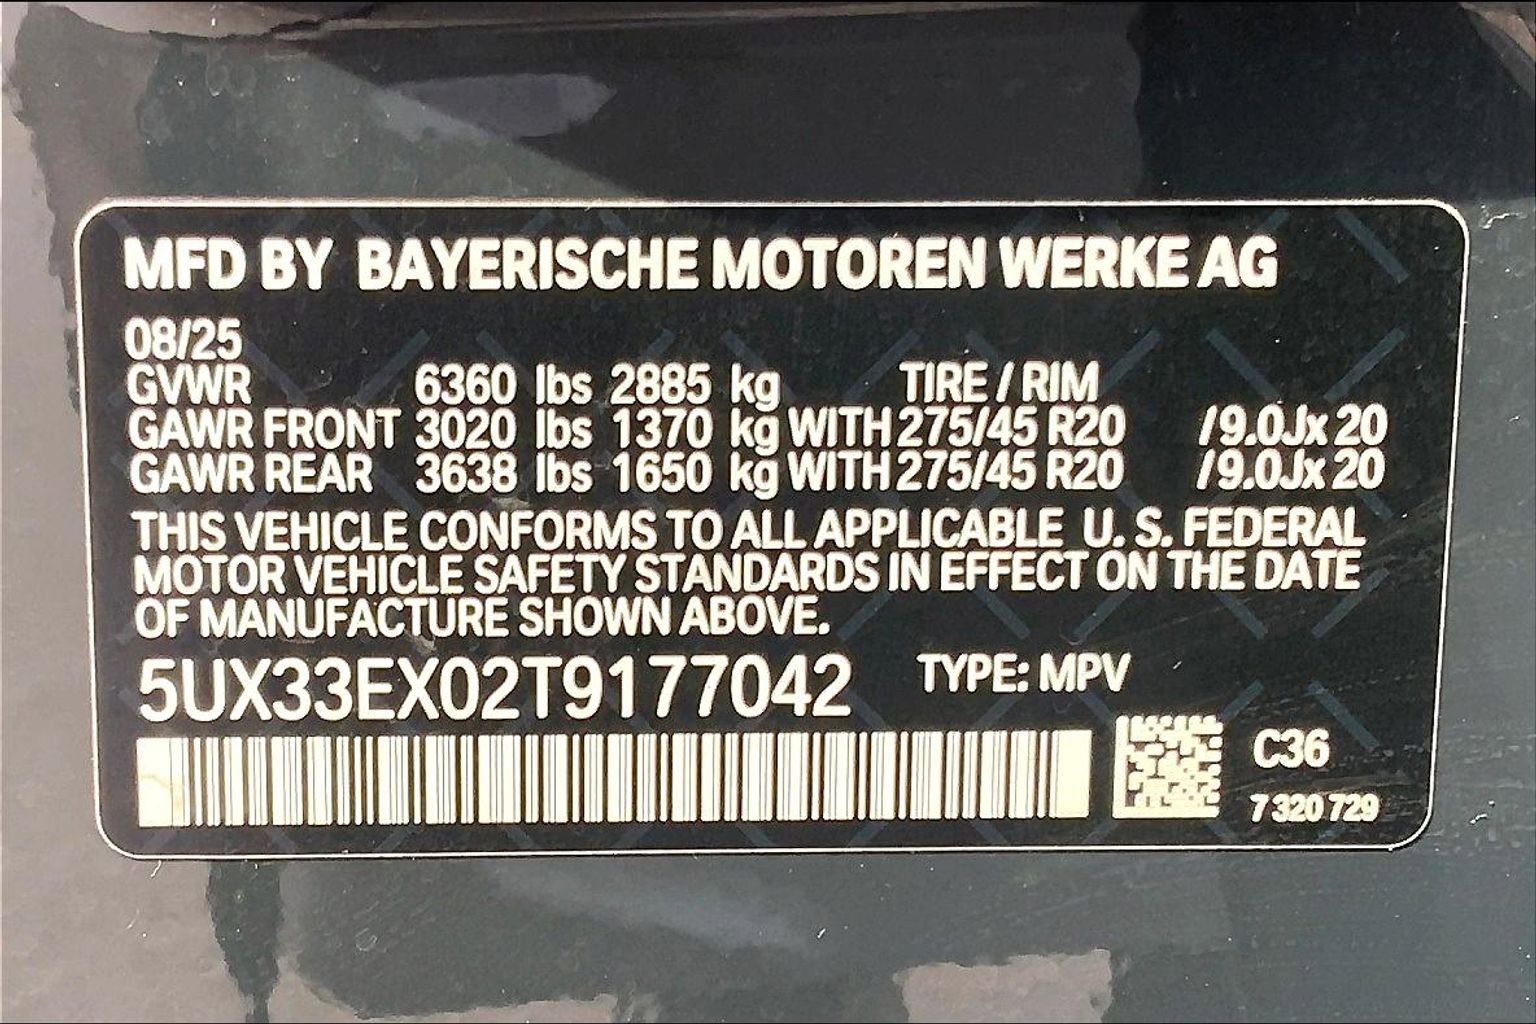 MFD BY BAYERISCHE MOTOREN WERKE AG
08/25
GVWR 6360 lbs 2885 kg TIRE / RIM
GAWR FRONT 3020 lbs 1370 kg WITH 275/45 R20 /9.0Jx 20
GAWR REAR 3638 lbs 1650 kg WITH 275/45 R20 /9.0Jx 20
THIS VEHICLE CONFORMS TO ALL APPLICABLE U. S. FEDERAL
MOTOR VEHICLE SAFETY STANDARDS IN EFFECT ON THE DATE
OF MANUFACTURE SHOWN ABOVE.
5UX33EX02T9177042 TYPE: MPV
C36
7 320 729